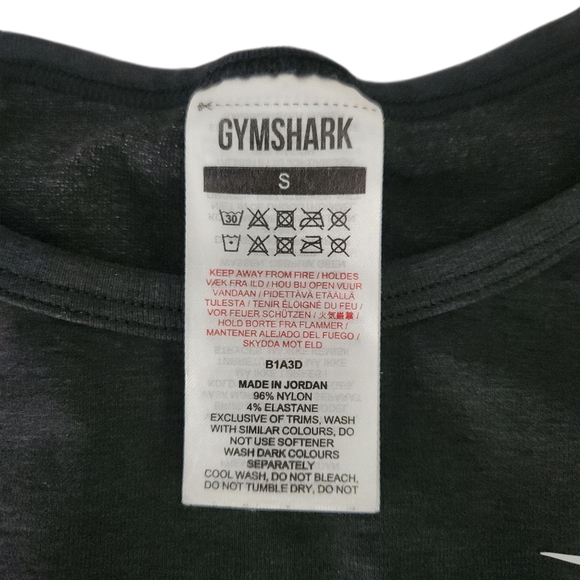 GYMSHARK
S
30
KEEP AWAY FROM FIRE / HOLDES
VÆK FRA ILD / HOU BIJ OPEN VUUR
VANDAAN / PIDETTÄVÄ ETÄÄLLÄ
TULESTA / TENIR ÉLOIGNÉ DU FEU /
VOR FEUER SCHÜTZEN / 火気厳禁 /
HOLD BORTE FRA FLAMMER /
MANTENER ALEJADO DEL FUEGO /
SKYDDA MOT ELD
B1A3D
MADE IN JORDAN
96% NYLON
4% ELASTANE
EXCLUSIVE OF TRIMS, WASH
WITH SIMILAR COLOURS, DO
NOT USE SOFTENER
WASH DARK COLOURS
SEPARATELY
COOL WASH, DO NOT BLEACH,
DO NOT TUMBLE DRY, DO NOT